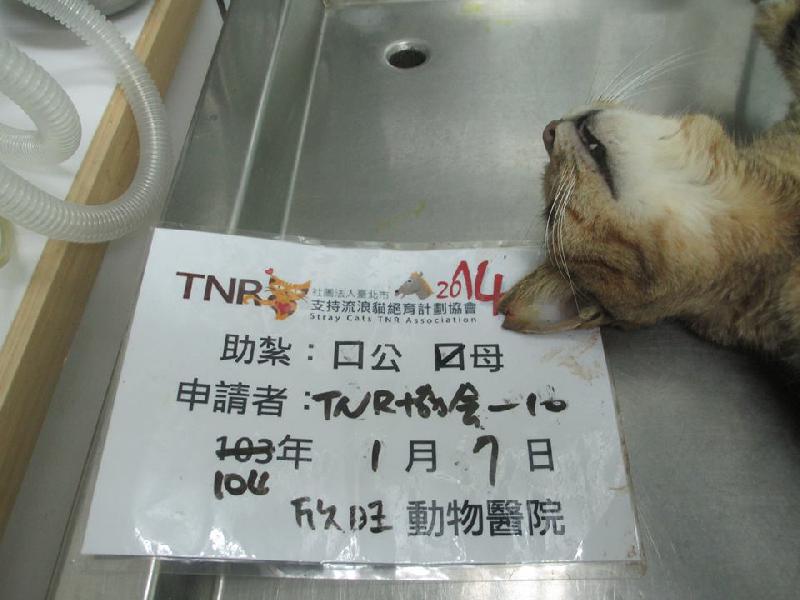 TNR 社團法人臺北市 2014
支持流浪貓絕育計劃協會
Stray Cats TNR Association
助紮：□公 ☑母
申請者：TNR協會-10
103年 1月 7日
104
欣旺 動物醫院